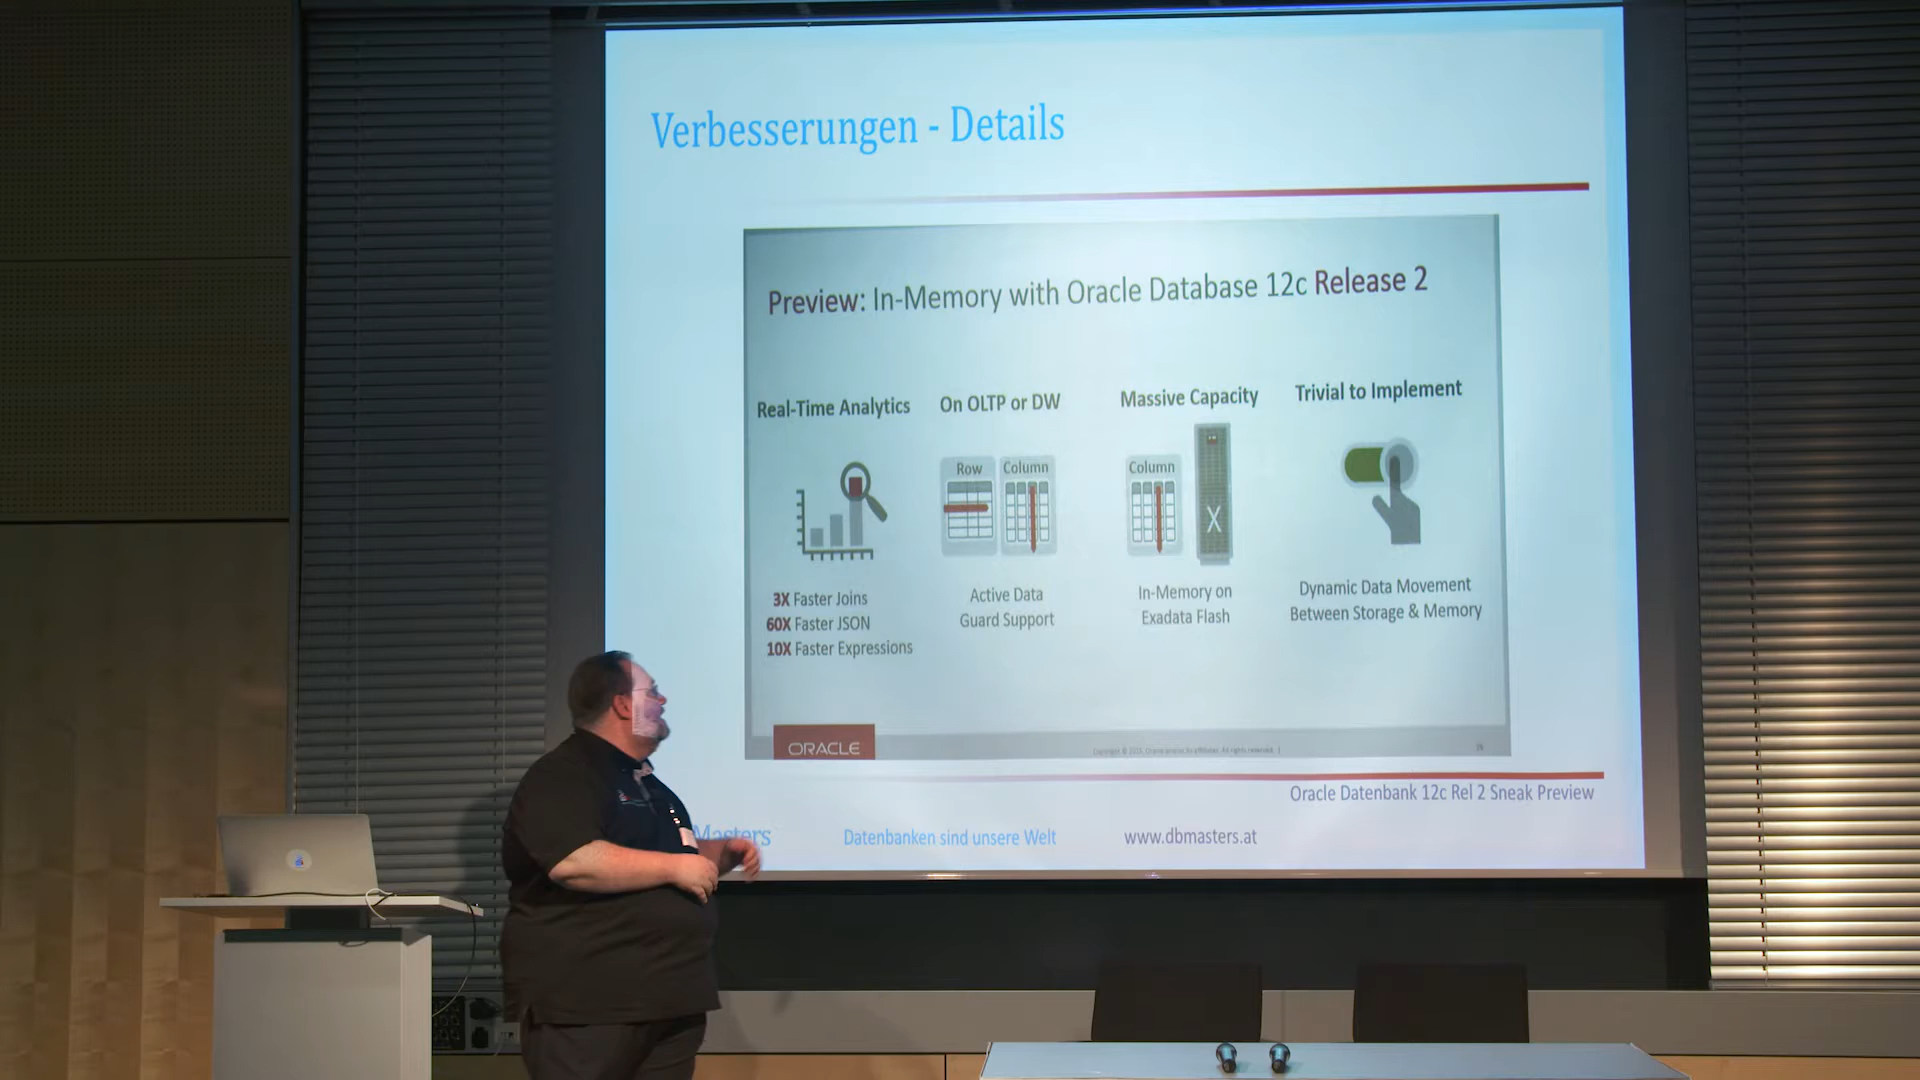 Verbesserungen - Details
Preview: In-Memory with Oracle Database 12c Release 2
Real-Time Analytics
On OLTP or DW
Massive Capacity
Trivial to Implement
Row
Column
Column
X
3X Faster Joins
60X Faster JSON
10X Faster Expressions
Active Data
Guard Support
In-Memory on
Exadata Flash
Dynamic Data Movement
Between Storage & Memory
ORACLE
Oracle Datenbank 12c Rel 2 Sneak Preview
Masters
Datenbanken sind unsere Welt
www.dbmasters.at